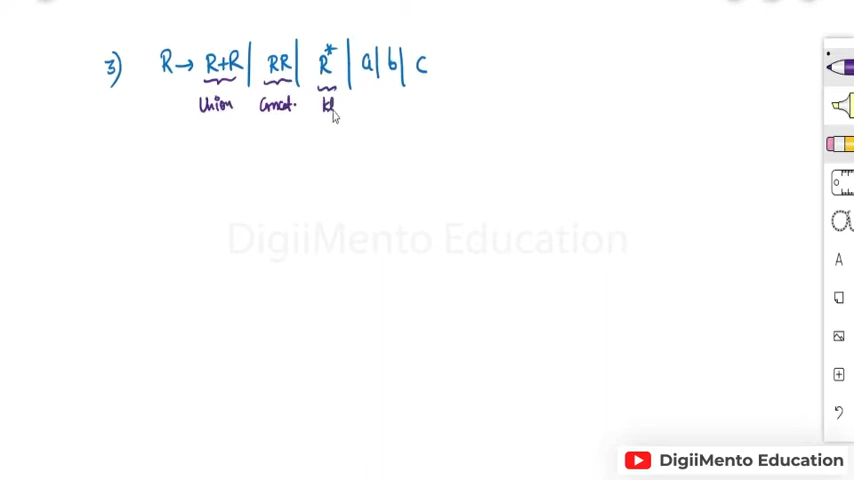 3) R → R+R | RR | R* | a | b | c
Union Concat. Kl
DigiiMento Education
A
DigiiMento Education